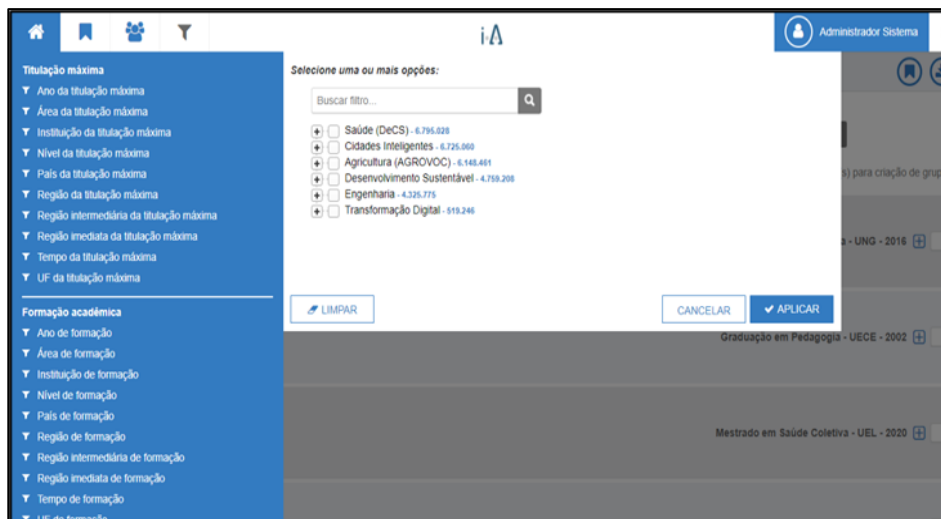 i·A
Administrador Sistema
Titulação máxima
Ano da titulação máxima
Área da titulação máxima
Instituição da titulação máxima
Nível da titulação máxima
País da titulação máxima
Região da titulação máxima
Região intermediária da titulação máxima
Região imediata da titulação máxima
Tempo da titulação máxima
UF da titulação máxima
Formação acadêmica
Ano de formação
Área de formação
Instituição de formação
Nível de formação
País de formação
Região de formação
Região intermediária de formação
Região imediata de formação
Tempo de formação
UF de formação
Selecione uma ou mais opções:
Buscar filtro...
Saúde (DeCS) - 6.795.028
Cidades Inteligentes - 6.725.060
Agricultura (AGROVOC) - 6.148.461
Desenvolvimento Sustentável - 4.759.208
Engenharia - 4.325.775
Transformação Digital - 519.246
LIMPAR
CANCELAR
APLICAR
s) para criação de grup
a - UNG - 2016
Graduação em Pedagogia - UECE - 2002
Mestrado em Saúde Coletiva - UEL - 2020